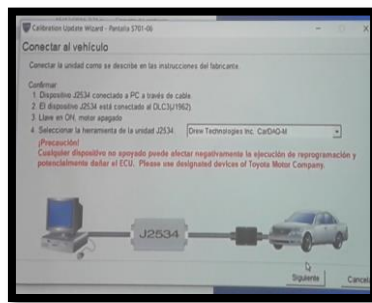 Calibration Update Wizard - Pantalla S701-06
Conectar al vehículo
Conectar la unidad como se describe en las instrucciones del fabricante.
Confirmar
1. Dispositivo J2534 conectado a PC a través de cable
2. El dispositivo J2534 está conectado al DLC3(J1962)
3. Llave en ON, motor apagado
4. Seleccionar la herramienta de la unidad J2534. Drew Technologies Inc. CarDAQ-M
¡Precaución!
Cualquier dispositivo no apoyado puede afectar negativamente la ejecución de reprogramación y
potencialmente dañar el ECU. Please use designated devices of Toyota Motor Company.
J2534
Siguiente Cancel